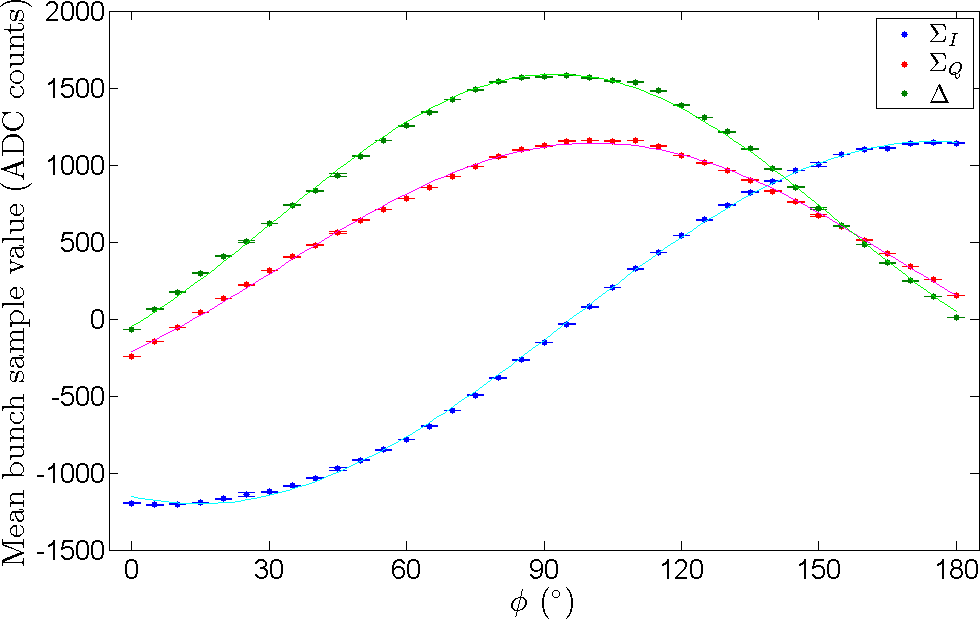 Mean bunch sample value (ADC counts)
2000
1500
1000
500
0
-500
-1000
-1500
0 30 60 90 120 150 180
ϕ (°)
Σ_I
Σ_Q
Δ